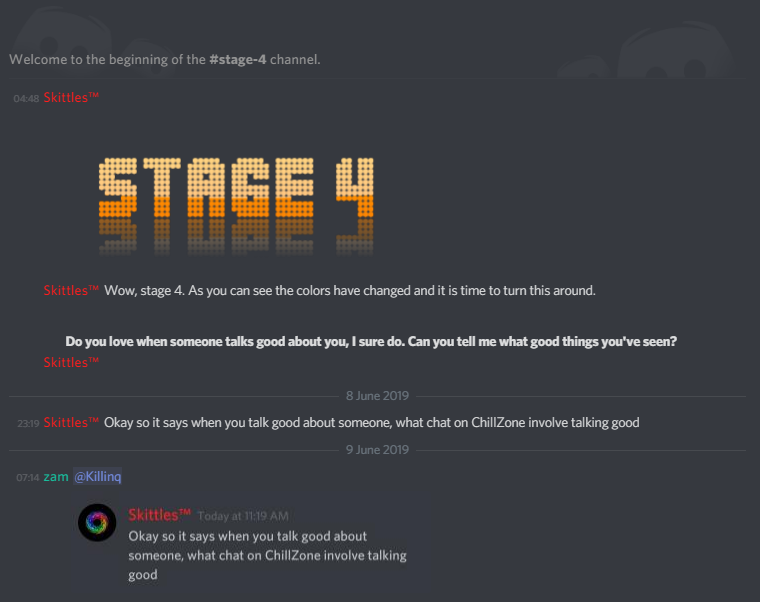 Welcome to the beginning of the #stage-4 channel.
04:48 Skittles™
STAGE 4
Skittles™ Wow, stage 4. As you can see the colors have changed and it is time to turn this around.
Do you love when someone talks good about you, I sure do. Can you tell me what good things you've seen?
Skittles™
8 June 2019
23:19 Skittles™ Okay so it says when you talk good about someone, what chat on ChillZone involve talking good
9 June 2019
07:14 zam @Killinq
Skittles™ Today at 11:19 AM
Okay so it says when you talk good about
someone, what chat on ChillZone involve talking
good